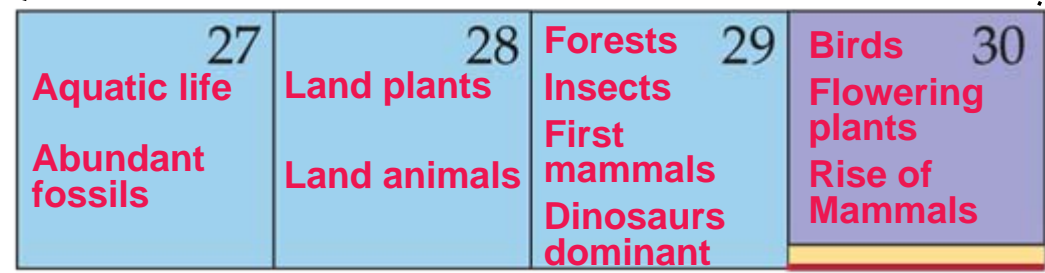 27
Aquatic life
Abundant
fossils
28
Land plants
Land animals
29
Forests
Insects
First
mammals
Dinosaurs
dominant
30
Birds
Flowering
plants
Rise of
Mammals